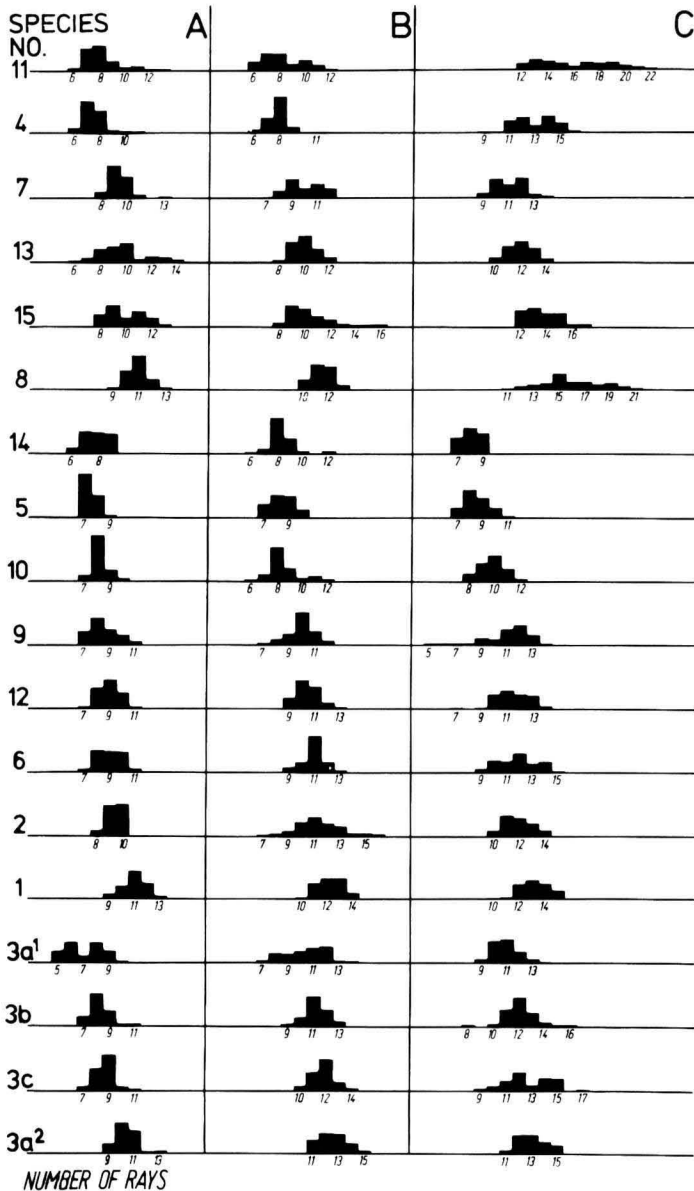 SPECIES A B C
NO.
11 6 8 10 12 6 8 10 12 12 14 16 18 20 22
4 6 8 10 6 8 11 9 11 13 15
7 8 10 13 7 9 11 9 11 13
13 6 8 10 12 14 8 10 12 10 12 14
15 8 10 12 8 10 12 14 16 12 14 16
8 9 11 13 10 12 11 13 15 17 19 21
14 6 8 6 8 10 12 7 9
5 7 9 7 9 7 9 11
10 7 9 6 8 10 12 8 10 12
9 7 9 11 7 9 11 5 7 9 11 13
12 7 9 11 9 11 13 7 9 11 13
6 7 9 11 9 11 13 9 11 13 15
2 8 10 7 9 11 13 15 10 12 14
1 9 11 13 10 12 14 10 12 14
3a¹ 5 7 9 7 9 11 13 9 11 13
3b 7 9 11 9 11 13 8 10 12 14 16
3c 7 9 11 10 12 14 9 11 13 15 17
3a² 9 11 13 11 13 15 11 13 15
NUMBER OF RAYS